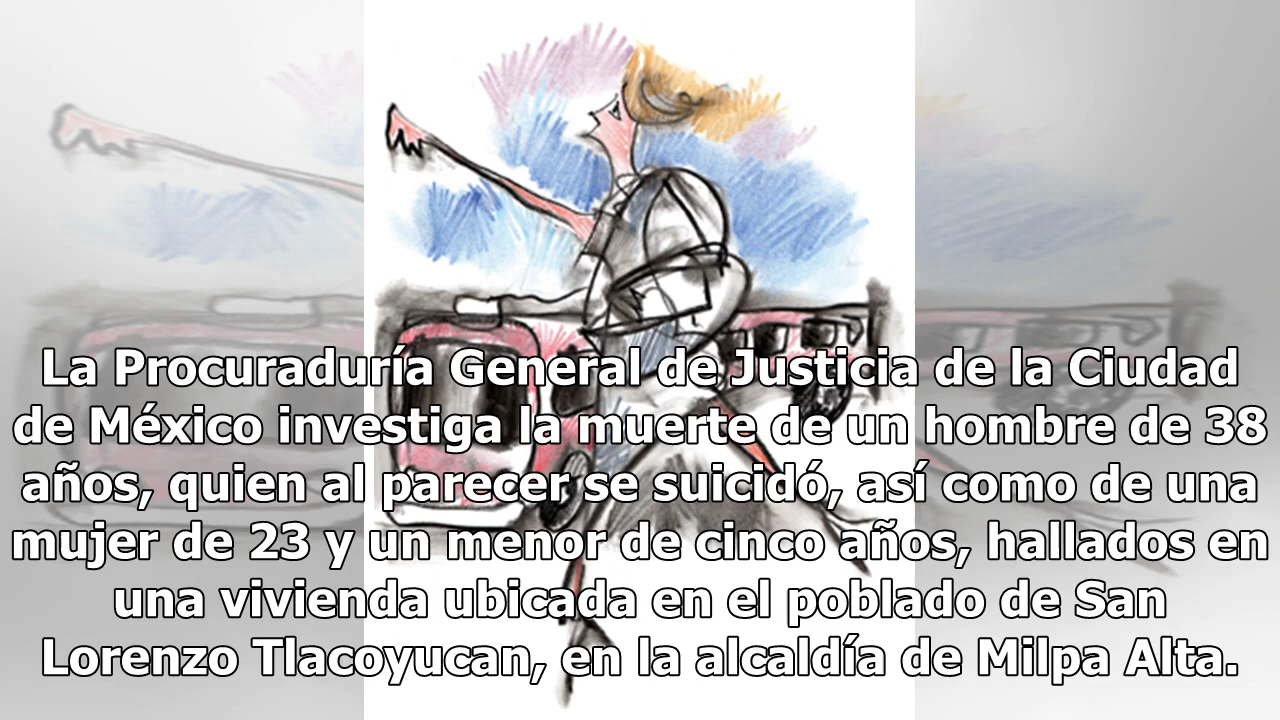 La Procuraduría General de Justicia de la Ciudad
de México investiga la muerte de un hombre de 38
años, quien al parecer se suicidó, así como de una
mujer de 23 y un menor de cinco años, hallados en
una vivienda ubicada en el poblado de San
Lorenzo Tlacoyucan, en la alcaldía de Milpa Alta.